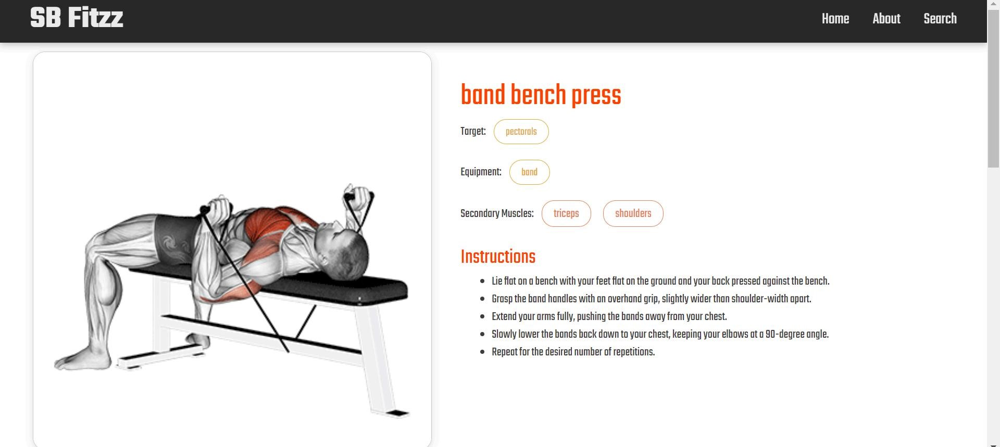 SB Fitzz
Home About Search
band bench press
Target: pectorals
Equipment: band
Secondary Muscles: triceps shoulders
Instructions
Lie flat on a bench with your feet flat on the ground and your back pressed against the bench.
Grasp the band handles with an overhand grip, slightly wider than shoulder-width apart.
Extend your arms fully, pushing the bands away from your chest.
Slowly lower the bands back down to your chest, keeping your elbows at a 90-degree angle.
Repeat for the desired number of repetitions.